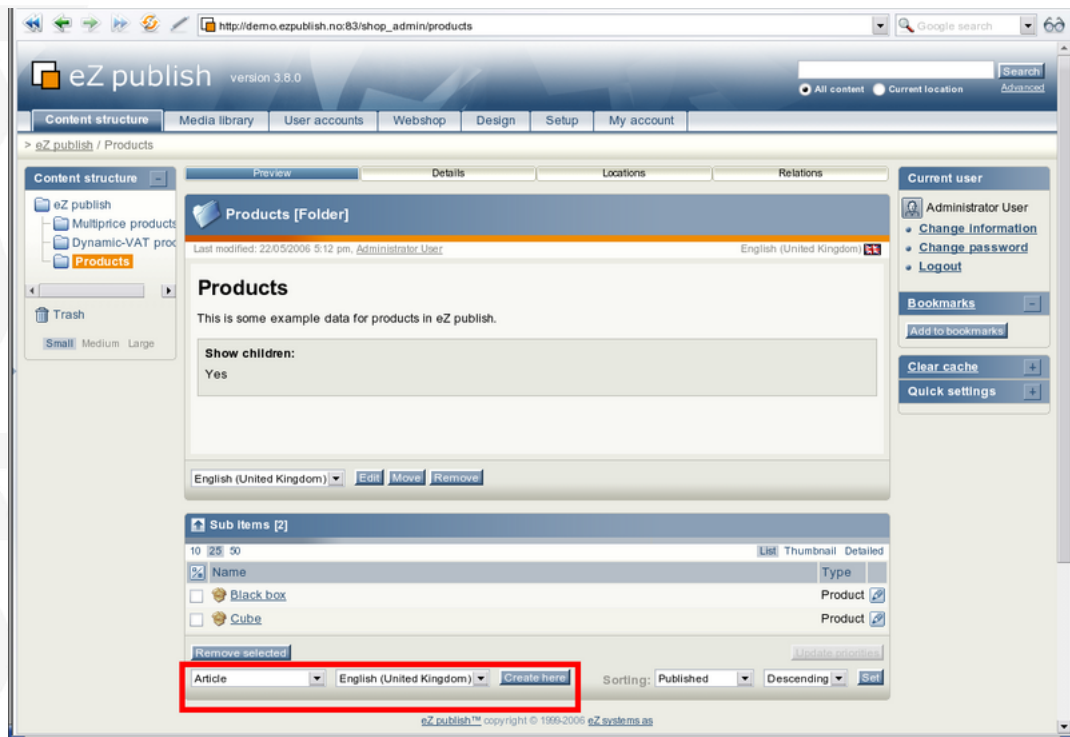 http://demo.ezpublish.no:83/shop_admin/products
Google search
eZ publish version 3.8.0
Search
All content Current location Advanced
Content structure Media library User accounts Webshop Design Setup My account
> eZ publish / Products
Content structure
eZ publish
Multiprice products
Dynamic-VAT prod
Products
Trash
Small Medium Large
Preview Details Locations Relations
Products [Folder]
Last modified: 22/05/2006 5:12 pm, Administrator User English (United Kingdom)
Products
This is some example data for products in eZ publish.
Show children:
Yes
English (United Kingdom) Edit Move Remove
Sub items [2]
10 25 50 List Thumbnail Detailed
Name Type
Black box Product
Cube Product
Remove selected Update priorities
Article English (United Kingdom) Create here Sorting: Published Descending Set
eZ publish™ copyright © 1999-2006 eZ systems as
Current user
Administrator User
Change information
Change password
Logout
Bookmarks
Add to bookmarks
Clear cache
Quick settings